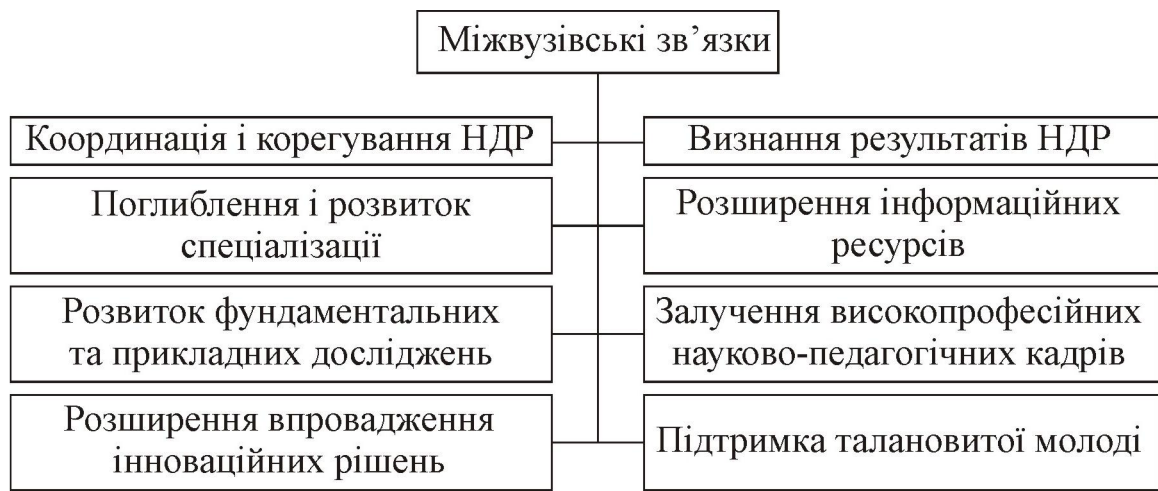 Міжвузівські зв’язки
Координація і корегування НДР
Визнання результатів НДР
Поглиблення і розвиток
спеціалізації
Розширення інформаційних
ресурсів
Розвиток фундаментальних
та прикладних досліджень
Залучення високопрофесійних
науково-педагогічних кадрів
Розширення впровадження
інноваційних рішень
Підтримка талановитої молоді